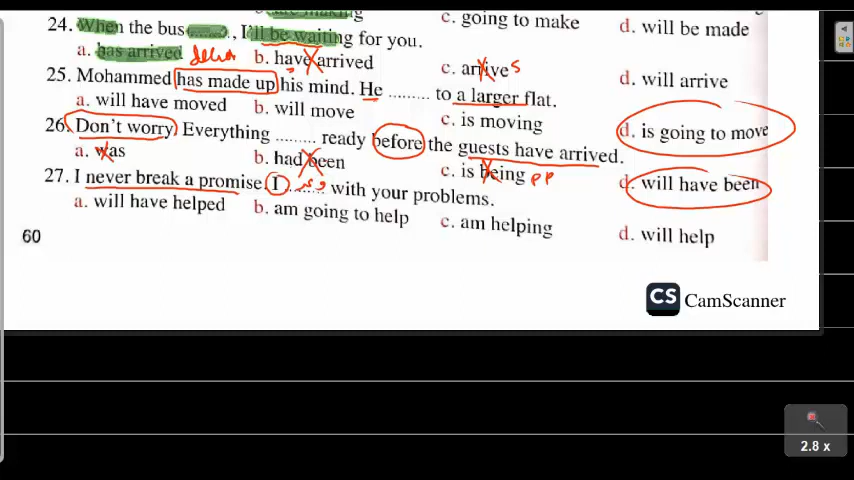 c. going to make
d. will be made
24. When the bus ........., I'll be waiting for you.
a. has arrived
b. have arrived
c. arrives
d. will arrive
25. Mohammed has made up his mind. He ......... to a larger flat.
a. will have moved
b. will move
c. is moving
d. is going to move
26. Don't worry. Everything ......... ready before the guests have arrived.
a. was
b. had been
c. is being PP
d. will have been
27. I never break a promise. I ......... with your problems.
a. will have helped
b. am going to help
c. am helping
d. will help
60
CS CamScanner
2.8 x